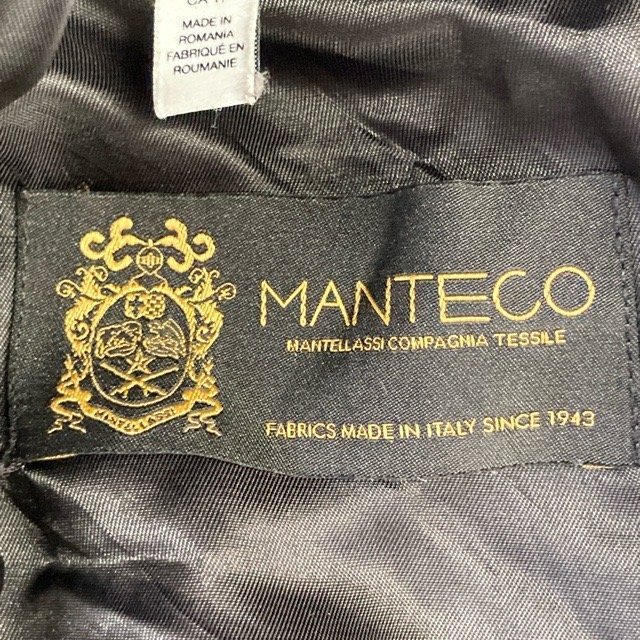 MADE IN
ROMANIA
FABRIQUÉ EN
ROUMANIE
MANTECO
MANTELLASSI COMPAGNIA TESSILE
FABRICS MADE IN ITALY SINCE 1943